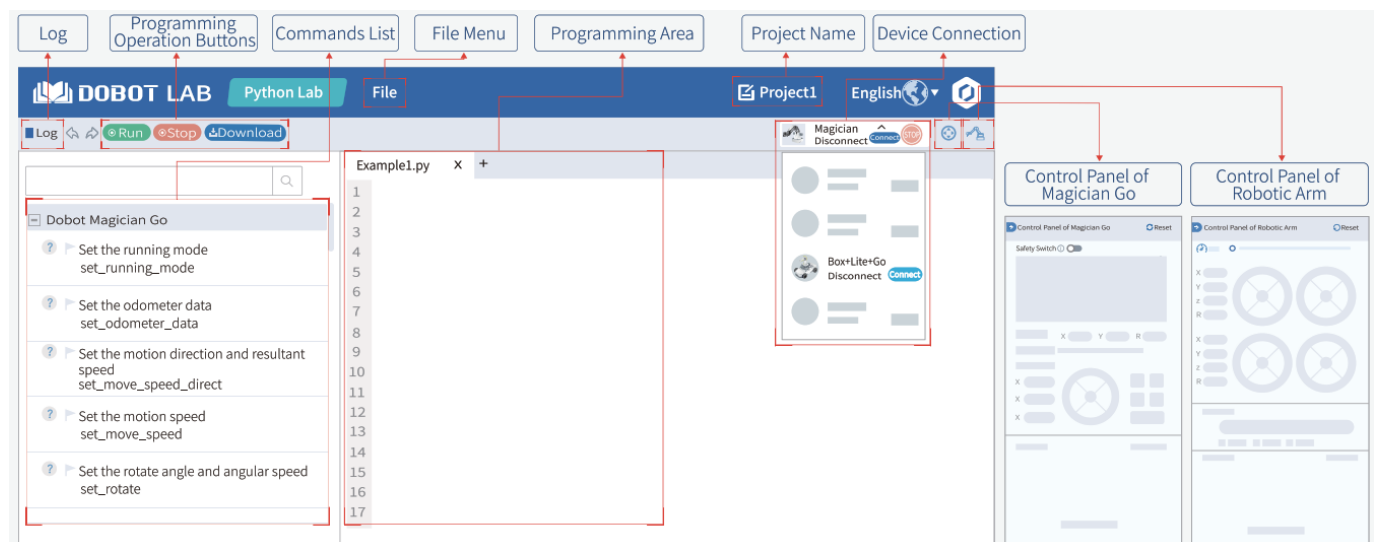 Log
Programming
Operation Buttons
Commands List
File Menu
Programming Area
Project Name
Device Connection
DOBOT LAB
Python Lab
File
Project1
English
Log
Run
Stop
Download
Magician
Disconnect
Connect
STOP
Example1.py X +
Dobot Magician Go
? Set the running mode
set_running_mode
? Set the odometer data
set_odometer_data
? Set the motion direction and resultant
speed
set_move_speed_direct
? Set the motion speed
set_move_speed
? Set the rotate angle and angular speed
set_rotate
1
2
3
4
5
6
7
8
9
10
11
12
13
14
15
16
17
Box+Lite+Go
Disconnect
Connect
Control Panel of
Magician Go
Control Panel of Magician Go
Reset
Safety Switch
X Y R
X
X
X
Control Panel of
Robotic Arm
Control Panel of Robotic Arm
Reset
X
Y
Z
R
X
Y
Z
R